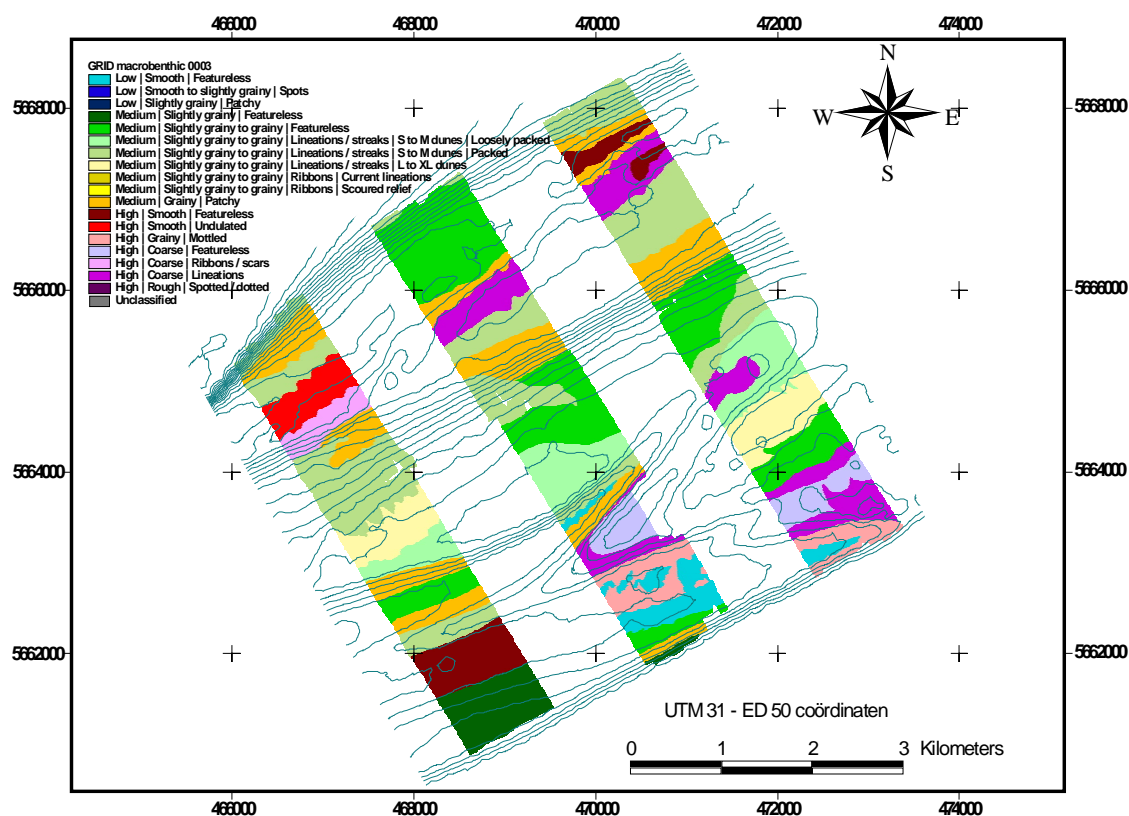 466000 468000 470000 472000 474000
GRID macrobenthic 0003
Low | Smooth | Featureless
Low | Smooth to slightly grainy | Spots
Low | Slightly grainy | Patchy
Medium | Slightly grainy | Featureless
Medium | Slightly grainy to grainy | Featureless
Medium | Slightly grainy to grainy | Lineations / streaks | S to M dunes | Loosely packed
Medium | Slightly grainy to grainy | Lineations / streaks | S to M dunes | Packed
Medium | Slightly grainy to grainy | Lineations / streaks | L to XL dunes
Medium | Slightly grainy to grainy | Ribbons | Current lineations
Medium | Slightly grainy to grainy | Ribbons | Scoured relief
Medium | Grainy | Patchy
High | Smooth | Featureless
High | Smooth | Undulated
High | Grainy | Mottled
High | Coarse | Featureless
High | Coarse | Ribbons / scars
High | Coarse | Lineations
High | Rough | Spotted / dotted
Unclassified
N
W E
S
5668000 5668000
5666000 5666000
5664000 5664000
5662000 5662000
UTM 31 - ED 50 coördinaten
0 1 2 3 Kilometers
466000 468000 470000 472000 474000